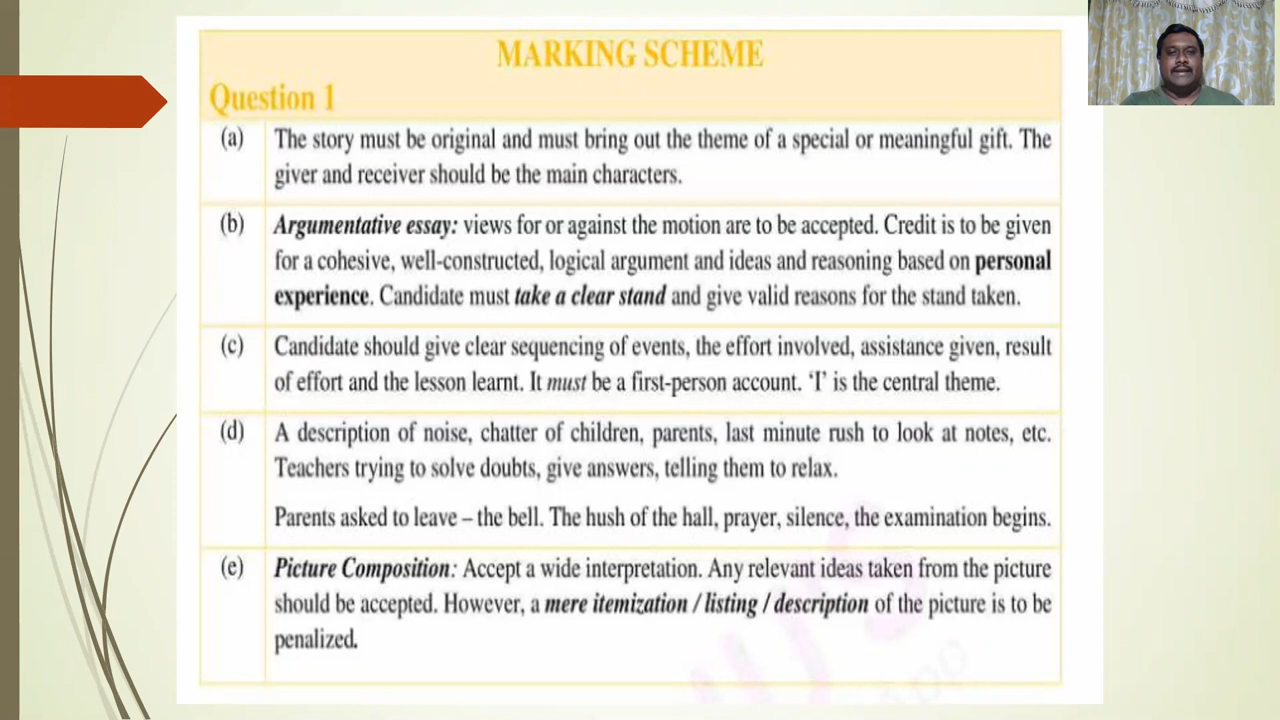 MARKING SCHEME
Question 1
(a) The story must be original and must bring out the theme of a special or meaningful gift. The
giver and receiver should be the main characters.
(b) Argumentative essay: views for or against the motion are to be accepted. Credit is to be given
for a cohesive, well-constructed, logical argument and ideas and reasoning based on personal
experience. Candidate must take a clear stand and give valid reasons for the stand taken.
(c) Candidate should give clear sequencing of events, the effort involved, assistance given, result
of effort and the lesson learnt. It must be a first-person account. ‘I’ is the central theme.
(d) A description of noise, chatter of children, parents, last minute rush to look at notes, etc.
Teachers trying to solve doubts, give answers, telling them to relax.
Parents asked to leave – the bell. The hush of the hall, prayer, silence, the examination begins.
(e) Picture Composition: Accept a wide interpretation. Any relevant ideas taken from the picture
should be accepted. However, a mere itemization / listing / description of the picture is to be
penalized.